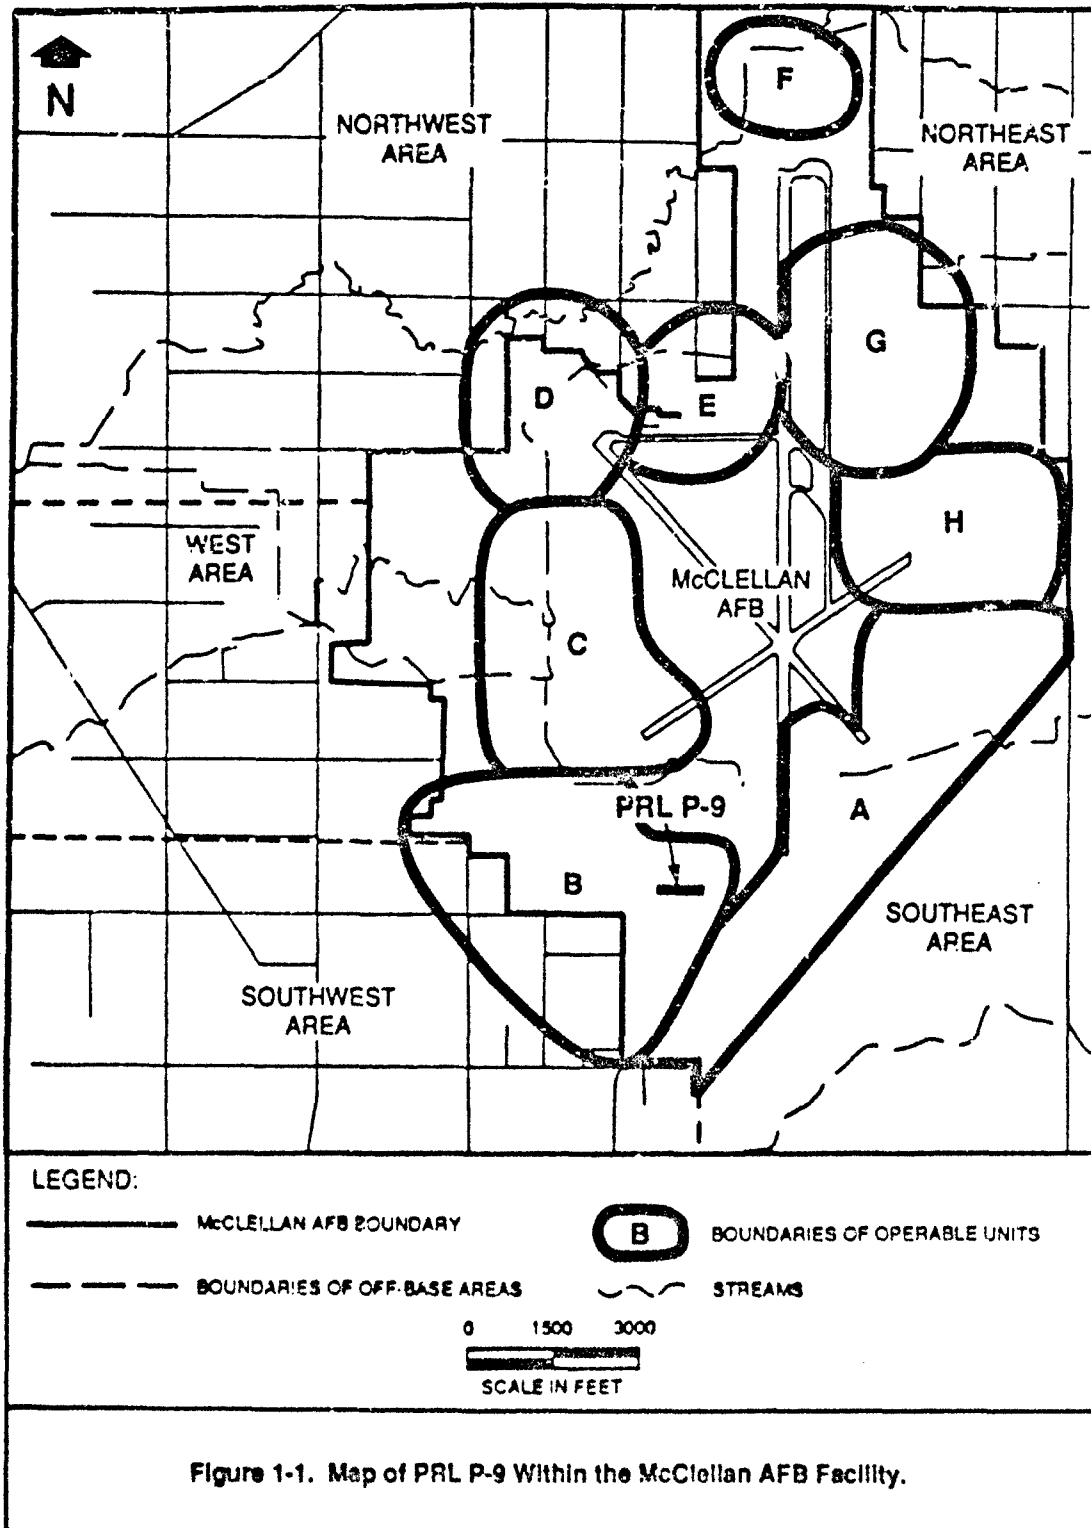 N
NORTHWEST
AREA
F
NORTHEAST
AREA
G
D
E
H
WEST
AREA
McCLELLAN
AFB
C
PRL P-9
A
B
SOUTHEAST
AREA
SOUTHWEST
AREA
LEGEND:
McCLELLAN AFB BOUNDARY
B
BOUNDARIES OF OPERABLE UNITS
BOUNDARIES OF OFF-BASE AREAS
STREAMS
0 1500 3000
SCALE IN FEET
Figure 1-1. Map of PRL P-9 Within the McClellan AFB Facility.